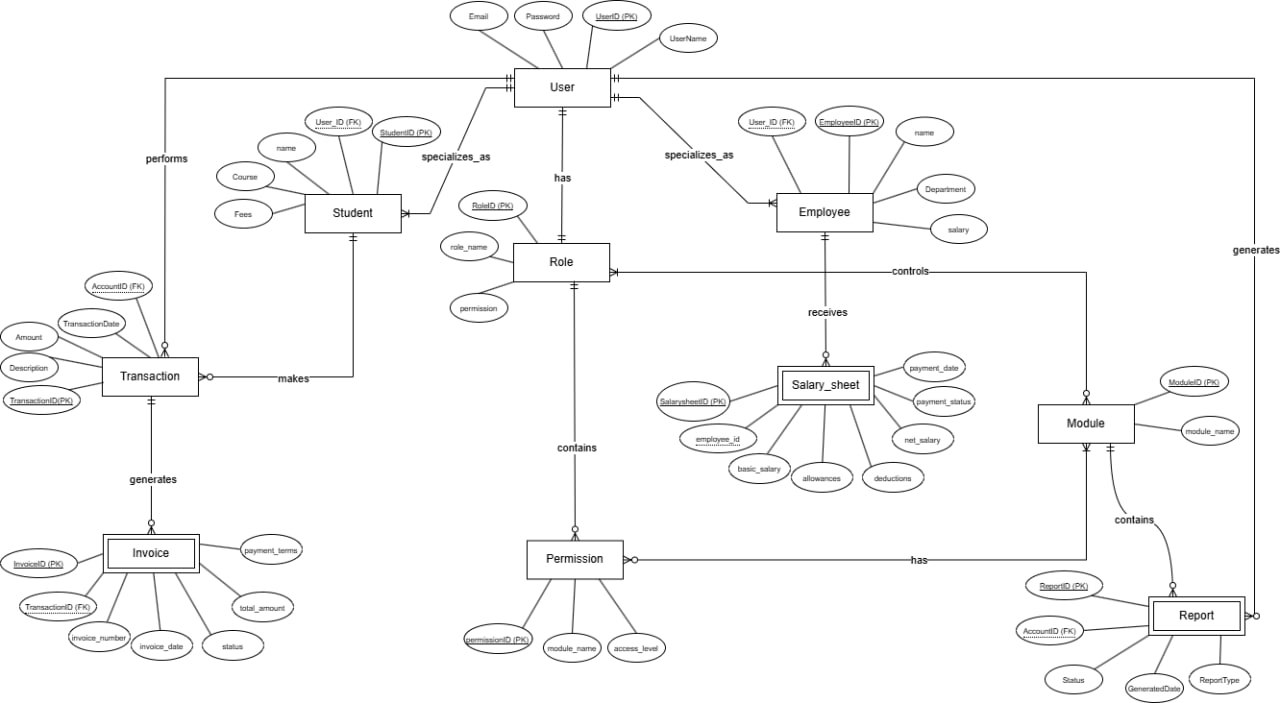 Email
Password
UserID (PK)
UserName
User
performs
specializes_as
has
specializes_as
generates
User_ID (FK)
StudentID (PK)
name
Course
Fees
Student
User_ID (FK)
EmployeeID (PK)
name
Department
salary
Employee
RoleID (PK)
role_name
permission
Role
controls
receives
AccountID (FK)
TransactionDate
Amount
Description
TransactionID(PK)
Transaction
makes
payment_date
payment_status
net_salary
deductions
allowances
basic_salary
employee_id
SalarysheetID (PK)
Salary_sheet
ModuleID (PK)
module_name
Module
contains
generates
contains
has
InvoiceID (PK)
TransactionID (FK)
invoice_number
invoice_date
status
total_amount
payment_terms
Invoice
Permission
permissionID (PK)
module_name
access_level
ReportID (PK)
AccountID (FK)
Status
GeneratedDate
ReportType
Report